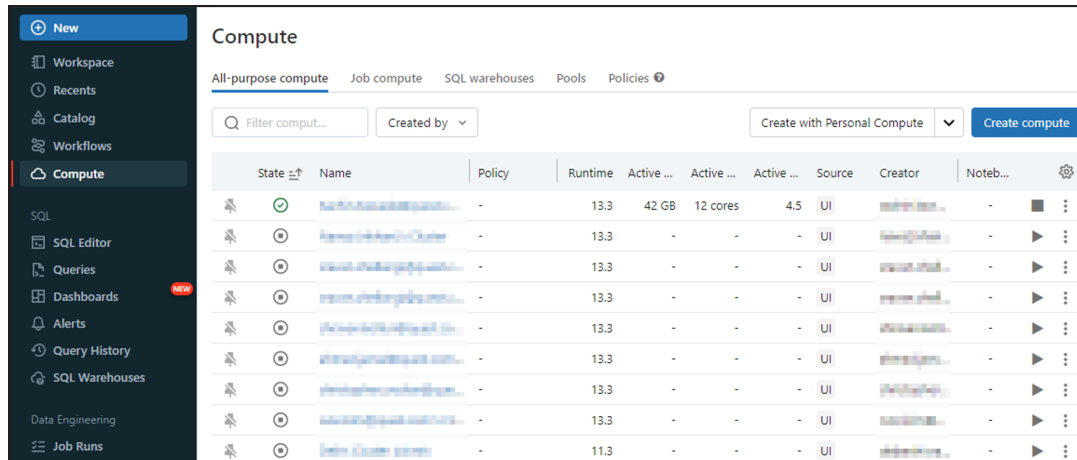 New
Workspace
Recents
Catalog
Workflows
Compute
SQL
SQL Editor
Queries
Dashboards
NEW
Alerts
Query History
SQL Warehouses
Data Engineering
Job Runs
Compute
All-purpose compute Job compute SQL warehouses Pools Policies ?
Filter comput... Created by Create with Personal Compute Create compute
State Name Policy Runtime Active ... Active ... Active ... Source Creator Noteb...
- 13.3 42 GB 12 cores 4.5 UI -
- 13.3 - - - UI -
- 13.3 - - - UI -
- 13.3 - - - UI -
- 13.3 - - - UI -
- 13.3 - - - UI -
- 13.3 - - - UI -
- 13.3 - - - UI -
- 11.3 - - - UI -